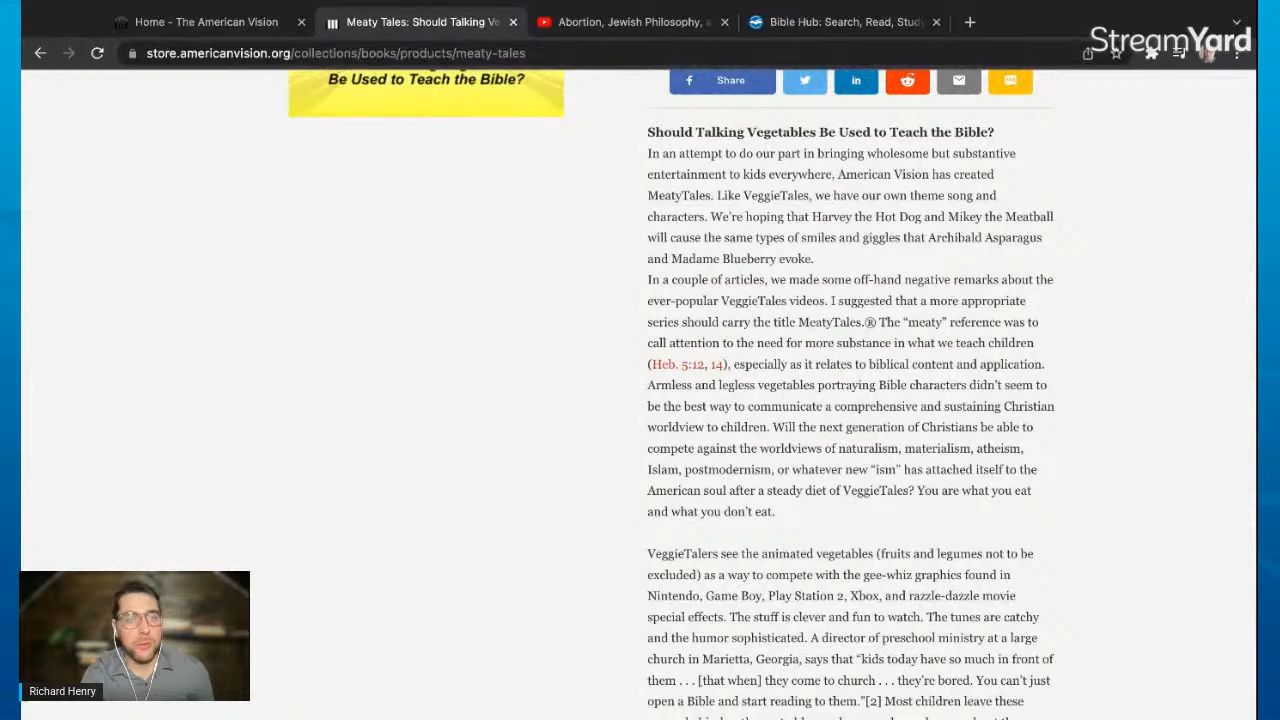 Home - The American Vision
Meaty Tales: Should Talking Ve
Abortion, Jewish Philosophy, a
Bible Hub: Search, Read, Stud
StreamYard
store.americanvision.org/collections/books/products/meaty-tales
Be Used to Teach the Bible?
Share
Should Talking Vegetables Be Used to Teach the Bible?
In an attempt to do our part in bringing wholesome but substantive
entertainment to kids everywhere, American Vision has created
MeatyTales. Like VeggieTales, we have our own theme song and
characters. We’re hoping that Harvey the Hot Dog and Mikey the Meatball
will cause the same types of smiles and giggles that Archibald Asparagus
and Madame Blueberry evoke.
In a couple of articles, we made some off-hand negative remarks about the
ever-popular VeggieTales videos. I suggested that a more appropriate
series should carry the title MeatyTales.® The “meaty” reference was to
call attention to the need for more substance in what we teach children
(Heb. 5:12, 14), especially as it relates to biblical content and application.
Armless and legless vegetables portraying Bible characters didn’t seem to
be the best way to communicate a comprehensive and sustaining Christian
worldview to children. Will the next generation of Christians be able to
compete against the worldviews of naturalism, materialism, atheism,
Islam, postmodernism, or whatever new “ism” has attached itself to the
American soul after a steady diet of VeggieTales? You are what you eat
and what you don’t eat.
VeggieTalers see the animated vegetables (fruits and legumes not to be
excluded) as a way to compete with the gee-whiz graphics found in
Nintendo, Game Boy, Play Station 2, Xbox, and razzle-dazzle movie
special effects. The stuff is clever and fun to watch. The tunes are catchy
and the humor sophisticated. A director of preschool ministry at a large
church in Marietta, Georgia, says that “kids today have so much in front of
them . . . [that when] they come to church . . . they’re bored. You can’t just
open a Bible and start reading to them.”[2] Most children leave these
Richard Henry